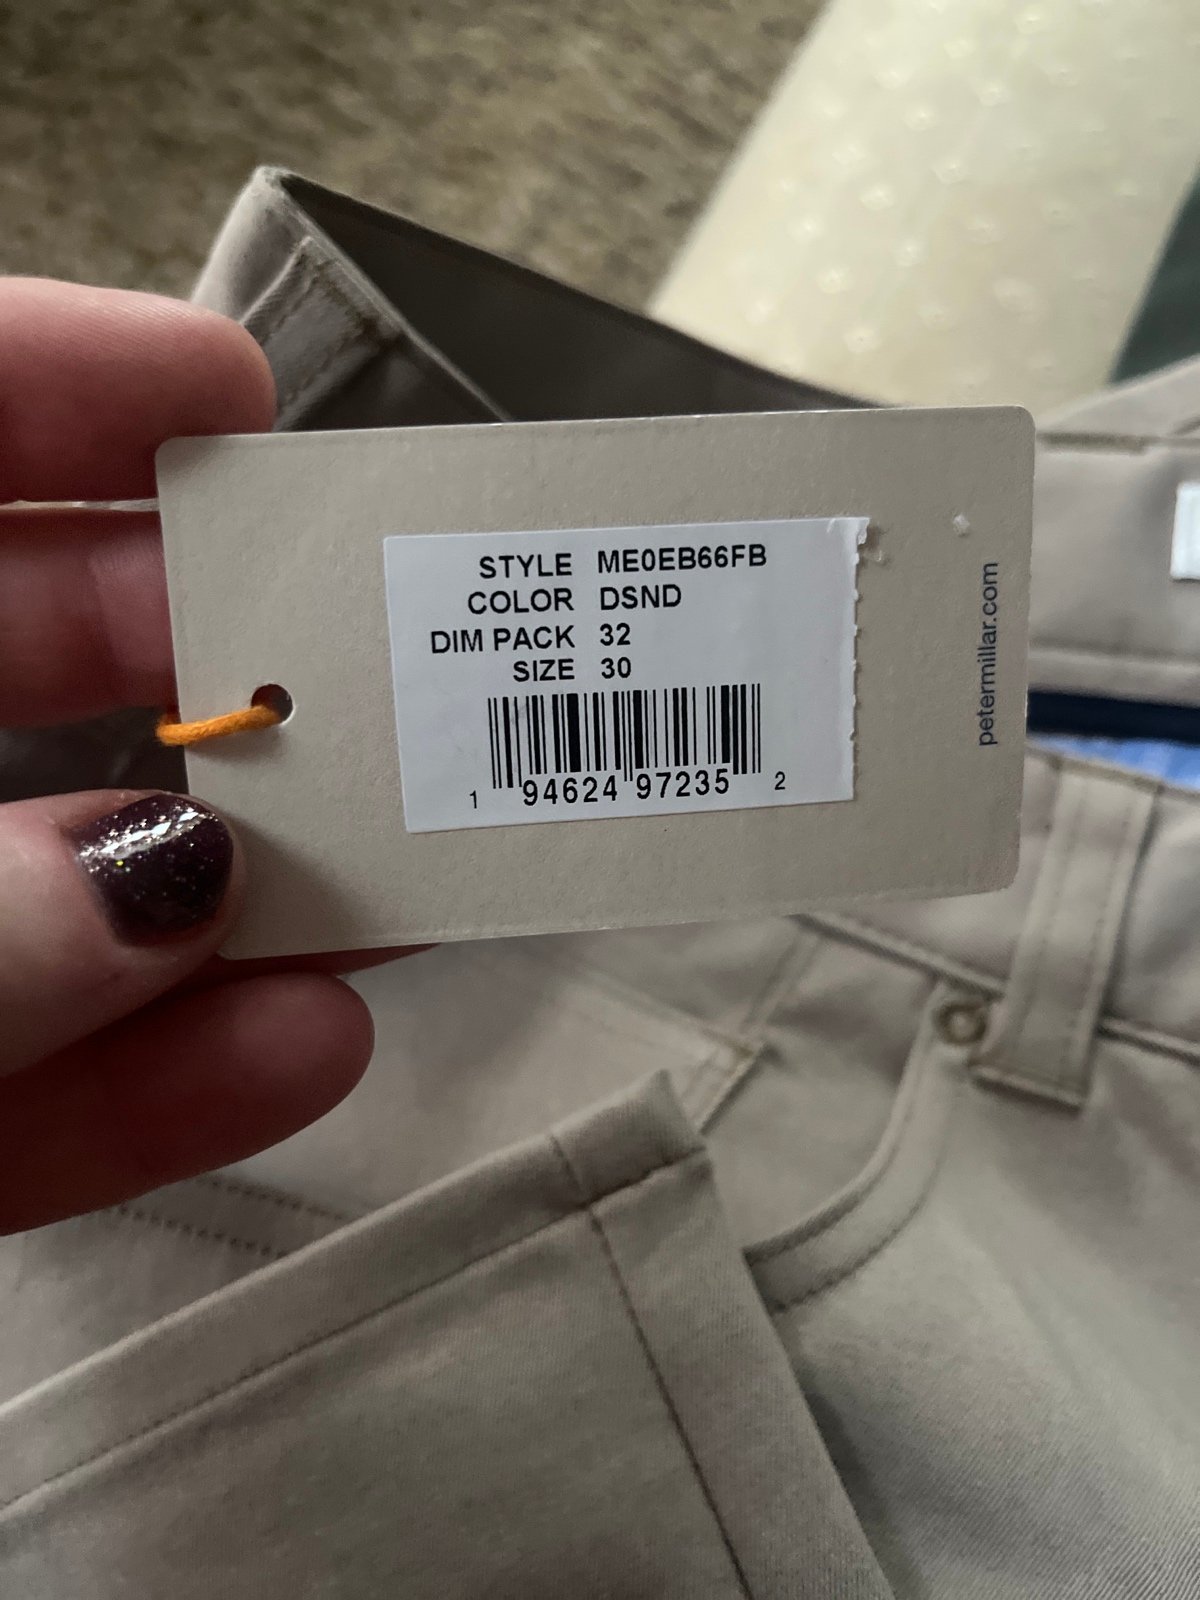 STYLE ME0EB66FB
COLOR DSND
DIM PACK 32
SIZE 30
1 94624 97235 2
petermillar.com